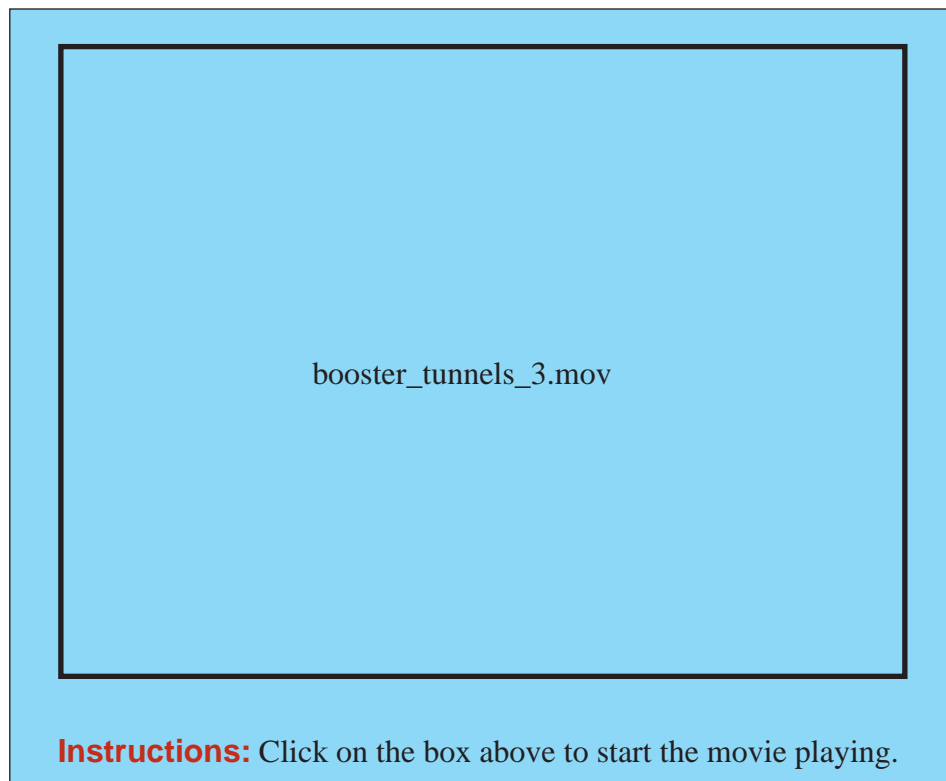 booster_tunnels_3.mov
Instructions: Click on the box above to start the movie playing.